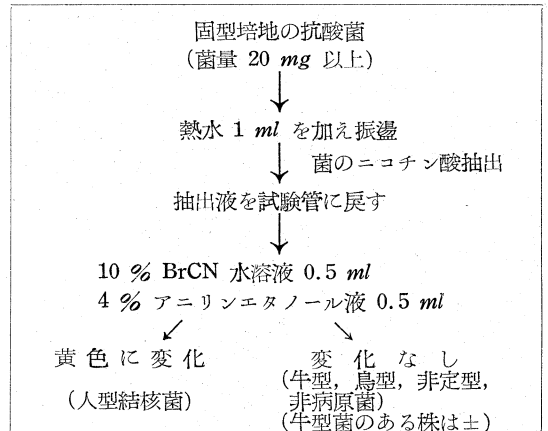 固型培地の抗酸菌
(菌量 20 mg 以上)
熱水 1 ml を加え振盪
菌のニコチン酸抽出
抽出液を試験管に戻す
10 % BrCN 水溶液 0.5 ml
4 % アニリンエタノール液 0.5 ml
黄色に変化
(人型結核菌)
変化なし
(牛型，鳥型，非定型，
非病原菌)
(牛型菌のある株は±)